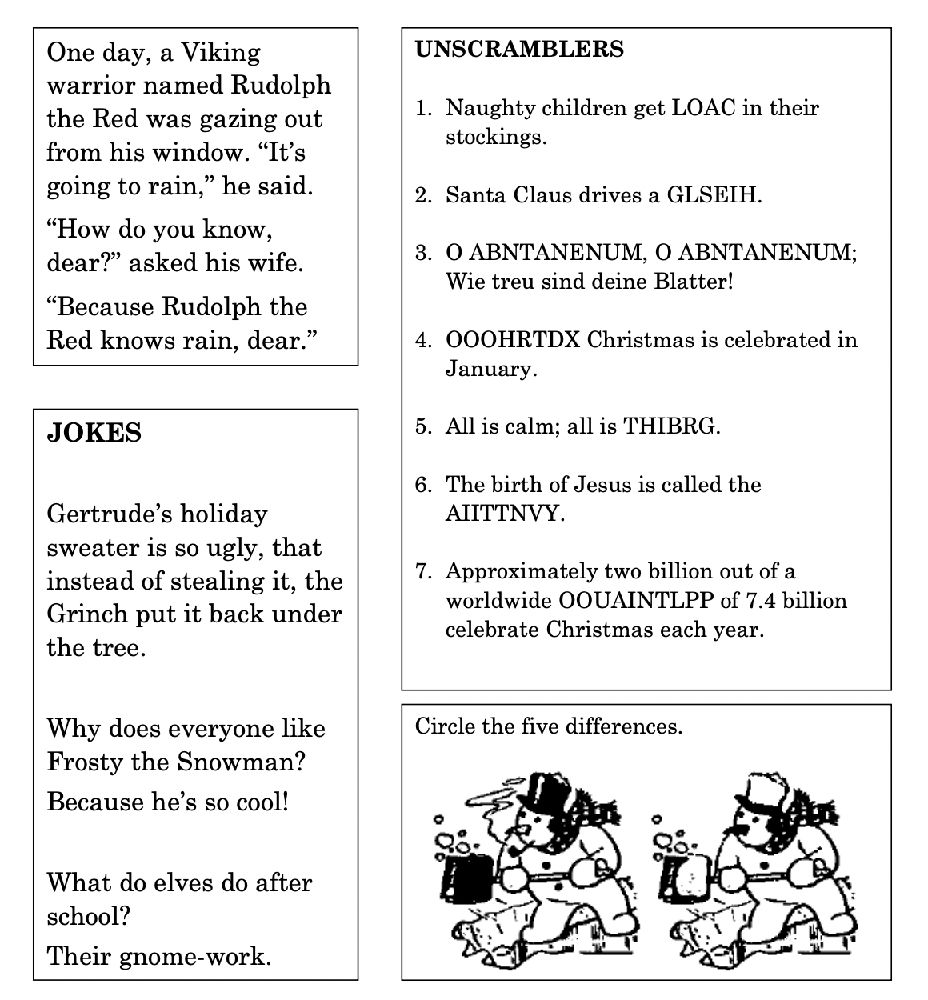 One day, a Viking
warrior named Rudolph
the Red was gazing out
from his window. “It’s
going to rain,” he said.
“How do you know,
dear?” asked his wife.
“Because Rudolph the
Red knows rain, dear.”
JOKES
Gertrude’s holiday
sweater is so ugly, that
instead of stealing it, the
Grinch put it back under
the tree.
Why does everyone like
Frosty the Snowman?
Because he’s so cool!
What do elves do after
school?
Their gnome-work.
UNSCRAMBLERS
1. Naughty children get LOAC in their
stockings.
2. Santa Claus drives a GLSEIH.
3. O ABNTANENUM, O ABNTANENUM;
Wie treu sind deine Blatter!
4. OOOHRTDX Christmas is celebrated in
January.
5. All is calm; all is THIBRG.
6. The birth of Jesus is called the
AIITTNVY.
7. Approximately two billion out of a
worldwide OOUAINTLPP of 7.4 billion
celebrate Christmas each year.
Circle the five differences.